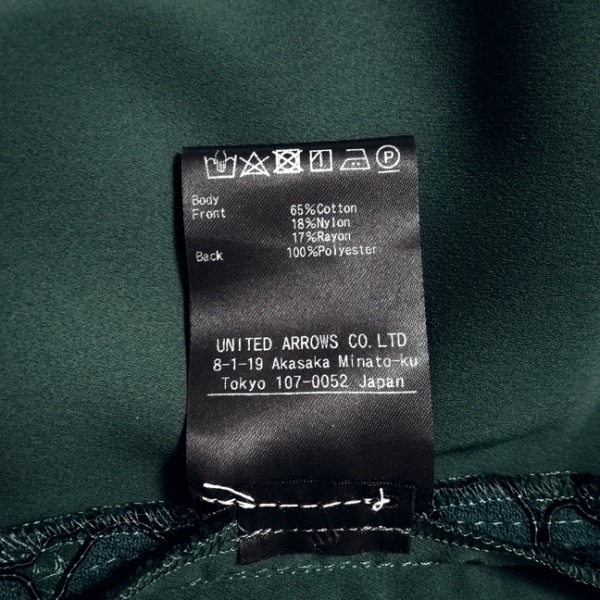 Body
Front 65%Cotton
18%Nylon
17%Rayon
Back 100%Polyester
UNITED ARROWS CO.LTD
8-1-19 Akasaka Minato-ku
Tokyo 107-0052 Japan
P